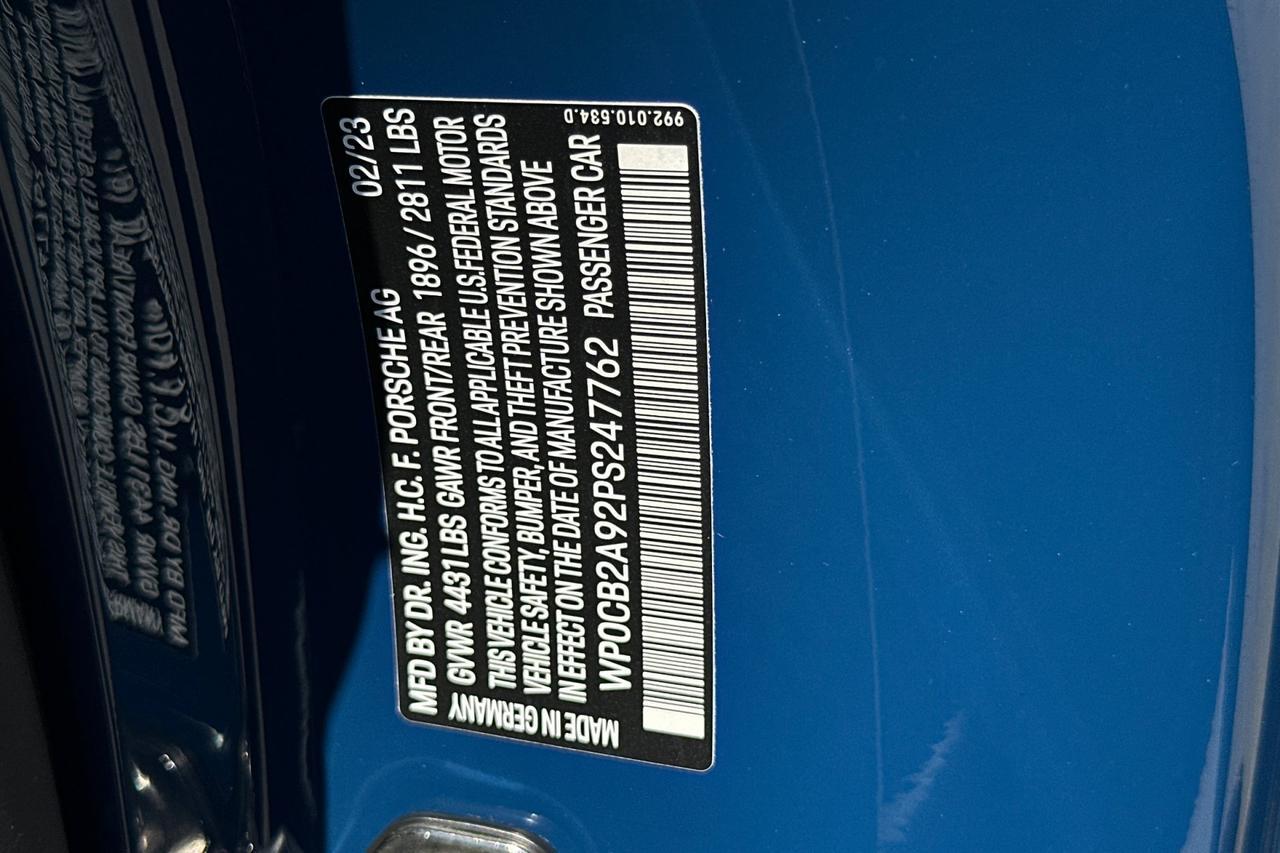 MFD BY DR. ING. H.C. F. PORSCHE AG 02/23
GVWR 4431 LBS GAWR FRONT/REAR 1896 / 2811 LBS
THIS VEHICLE CONFORMS TO ALL APPLICABLE U.S. FEDERAL MOTOR
VEHICLE SAFETY, BUMPER, AND THEFT PREVENTION STANDARDS
IN EFFECT ON THE DATE OF MANUFACTURE SHOWN ABOVE
WP0CB2A92PS247762 PASSENGER CAR
MADE IN GERMANY
992.010.534.D